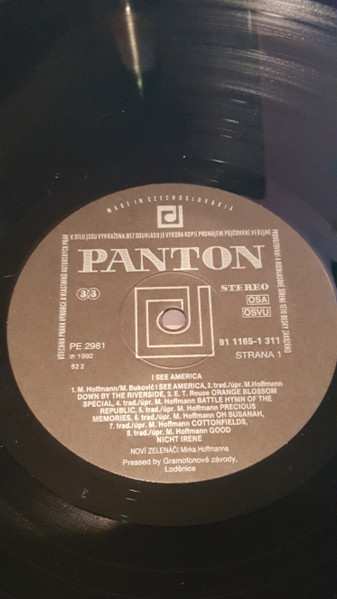 MADE IN CZECHOSLOVAKIA
PANTON
33
STEREO
OSA
OSVU
PE 2981
℗ 1992
52 2
91 1165-1 311
STRANA 1
I SEE AMERICA
1. M. Hoffmann/M. Bukovič I SEE AMERICA, 2. trad./úpr. M.Hoffmann
DOWN BY THE RIVERSIDE, 3. E. T. Rouze ORANGE BLOSSOM
SPECIAL, 4. trad./úpr. M. Hoffmann BATTLE HYMN OF THE
REPUBLIC, 5. trad./úpr. M. Hoffmann PRECIOUS
MEMORIES, 6. trad./úpr. M. Hoffmann OH SUSANAH,
7. trad./úpr. M. Hoffmann COTTONFIELDS,
8. trad./úpr. M. Hoffmann GOOD
NICHT IRENE
NOVÍ ZELENÁČI Mirka Hoffmanna
Pressed by Gramofonové závody,
Loděnice